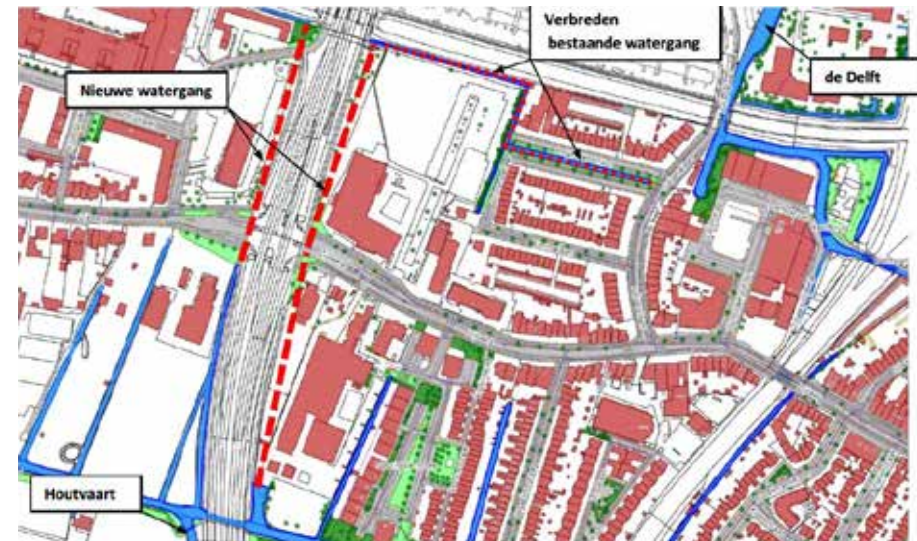 Verbreden
bestaande watergang
de Delft
Nieuwe watergang
Houtvaart